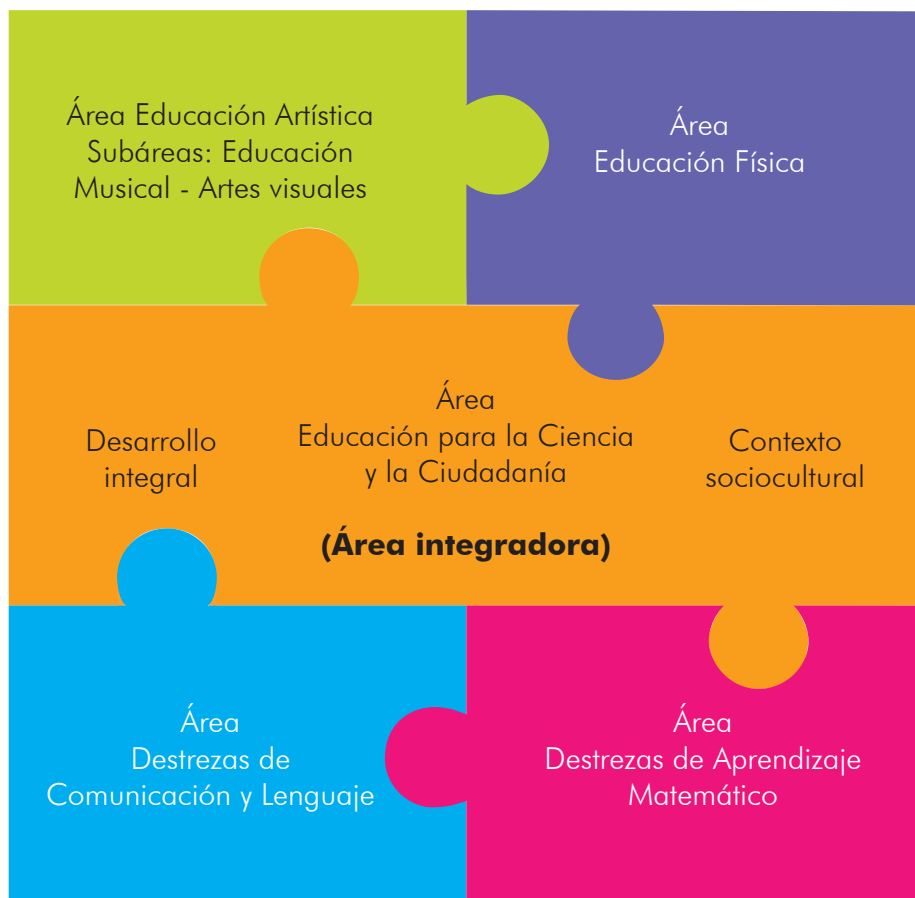 Área Educación Artística
Subáreas: Educación
Musical - Artes visuales
Área
Educación Física
Desarrollo
integral
Área
Educación para la Ciencia
y la Ciudadanía
(Área integradora)
Contexto
sociocultural
Área
Destrezas de
Comunicación y Lenguaje
Área
Destrezas de Aprendizaje
Matemático